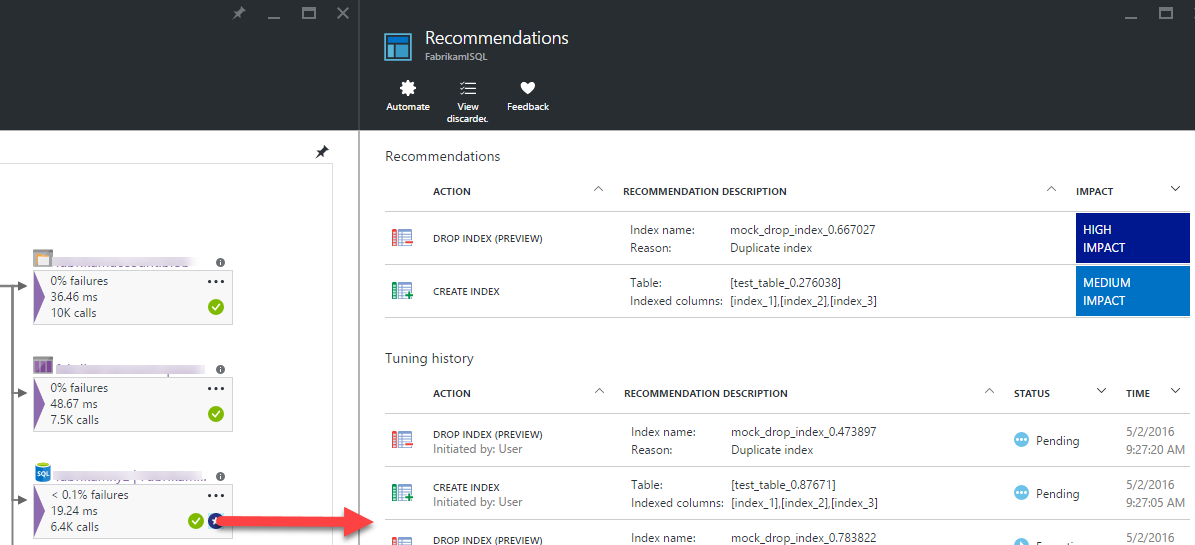 Recommendations
FabrikamISQL
Automate
View
discarded
Feedback
0% failures
36.46 ms
10K calls
0% failures
48.67 ms
7.5K calls
SQL
< 0.1% failures
19.24 ms
6.4K calls
Recommendations
ACTION RECOMMENDATION DESCRIPTION IMPACT
DROP INDEX (PREVIEW) Index name: mock_drop_index_0.667027 HIGH
Reason: Duplicate index IMPACT
CREATE INDEX Table: [test_table_0.276038] MEDIUM
Indexed columns: [index_1],[index_2],[index_3] IMPACT
Tuning history
ACTION RECOMMENDATION DESCRIPTION STATUS TIME
DROP INDEX (PREVIEW) Index name: mock_drop_index_0.473897 Pending 5/2/2016
Initiated by: User Reason: Duplicate index 9:27:20 AM
CREATE INDEX Table: [test_table_0.87671] Pending 5/2/2016
Initiated by: User Indexed columns: [index_1],[index_2],[index_3] 9:27:05 AM
DROP INDEX (PREVIEW) Index name: mock_drop_index_0.783822 5/2/2016